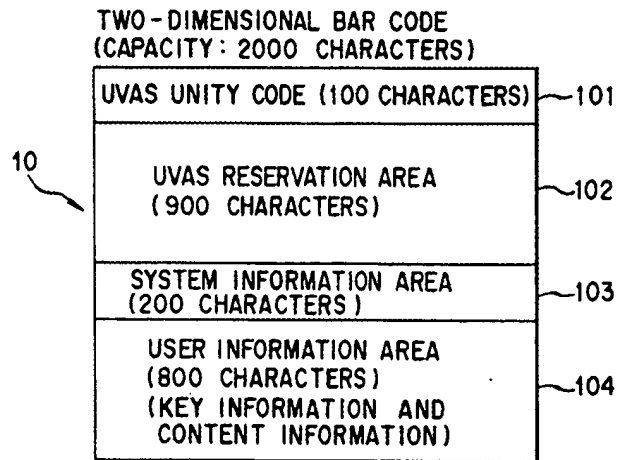 TWO-DIMENSIONAL BAR CODE
(CAPACITY: 2000 CHARACTERS)
UVAS UNITY CODE (100 CHARACTERS)
101
10
UVAS RESERVATION AREA
(900 CHARACTERS)
102
SYSTEM INFORMATION AREA
(200 CHARACTERS)
103
USER INFORMATION AREA
(800 CHARACTERS)
(KEY INFORMATION AND
CONTENT INFORMATION)
104